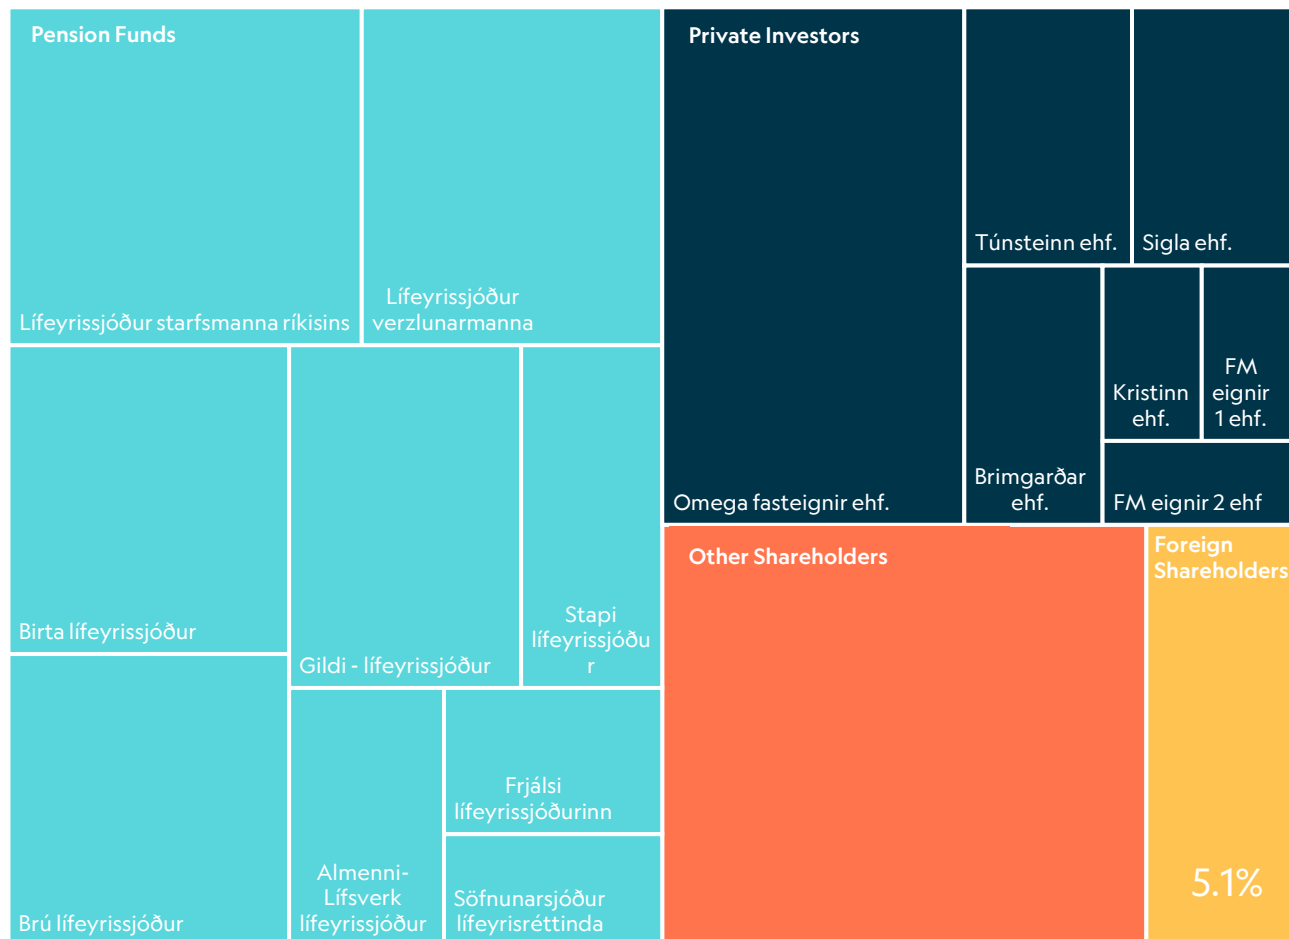 Pension Funds
Lífeyrissjóður starfsmanna ríkisins
Lífeyrissjóður
verzlunarmanna
Birta lífeyrissjóður
Gildi - lífeyrissjóður
Stapi
lífeyrissjóðu
r
Brú lífeyrissjóður
Almenni-
Lífsverk
lífeyrissjóður
Frjálsi
lífeyrissjóðurinn
Söfnunarsjóður
lífeyrisréttinda
Private Investors
Omega fasteignir ehf.
Túnsteinn ehf.
Sigla ehf.
Brimgarðar
ehf.
Kristinn
ehf.
FM
eignir
1 ehf.
FM eignir 2 ehf
Other Shareholders
Foreign
Shareholders
5.1%